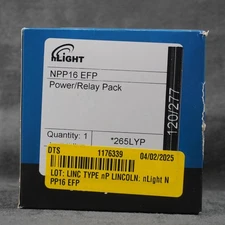 nLIGHT
NPP16 EFP
Power/Relay Pack
120/277
Quantity: 1
*265LYP
DTS 1176339 04/02/2025
LOT: LINC TYPE nP LINCOLN: nLight N
PP16 EFP